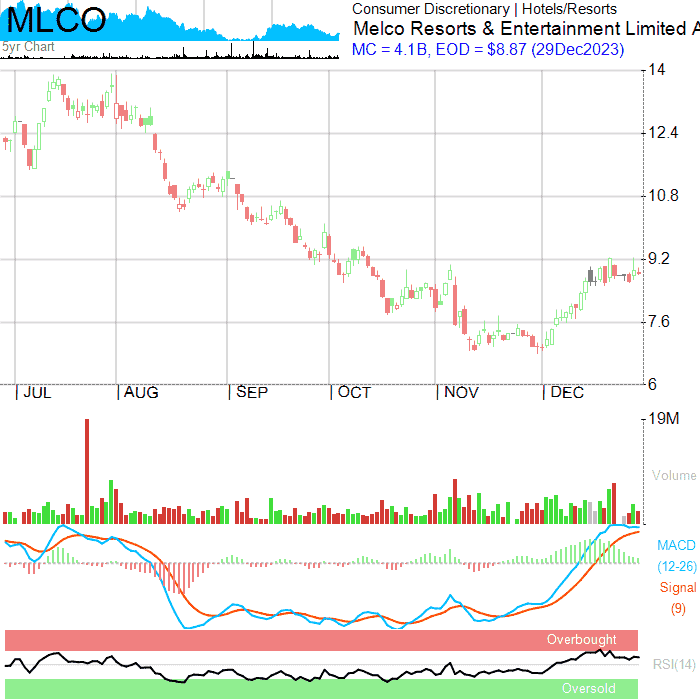 MLCO
5yr Chart
Consumer Discretionary | Hotels/Resorts
Melco Resorts & Entertainment Limited A
MC = 4.1B, EOD = $8.87 (29Dec2023)
14
12.4
10.8
9.2
7.6
6
JUL AUG SEP OCT NOV DEC
19M
Volume
MACD
(12-26)
Signal
(9)
Overbought
RSI(14)
Oversold